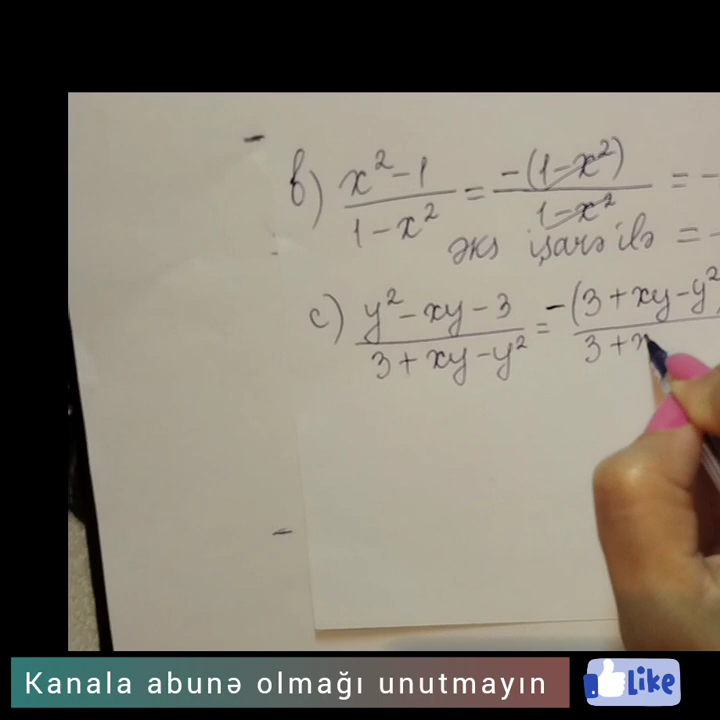 b) x²-1 / 1-x² = -(1-x²) / 1-x² = -
əks işarə ilə = -
c) y²-xy-3 / 3+xy-y² = -(3+xy-y²) / 3+x
Kanala abunə olmağı unutmayın
Like